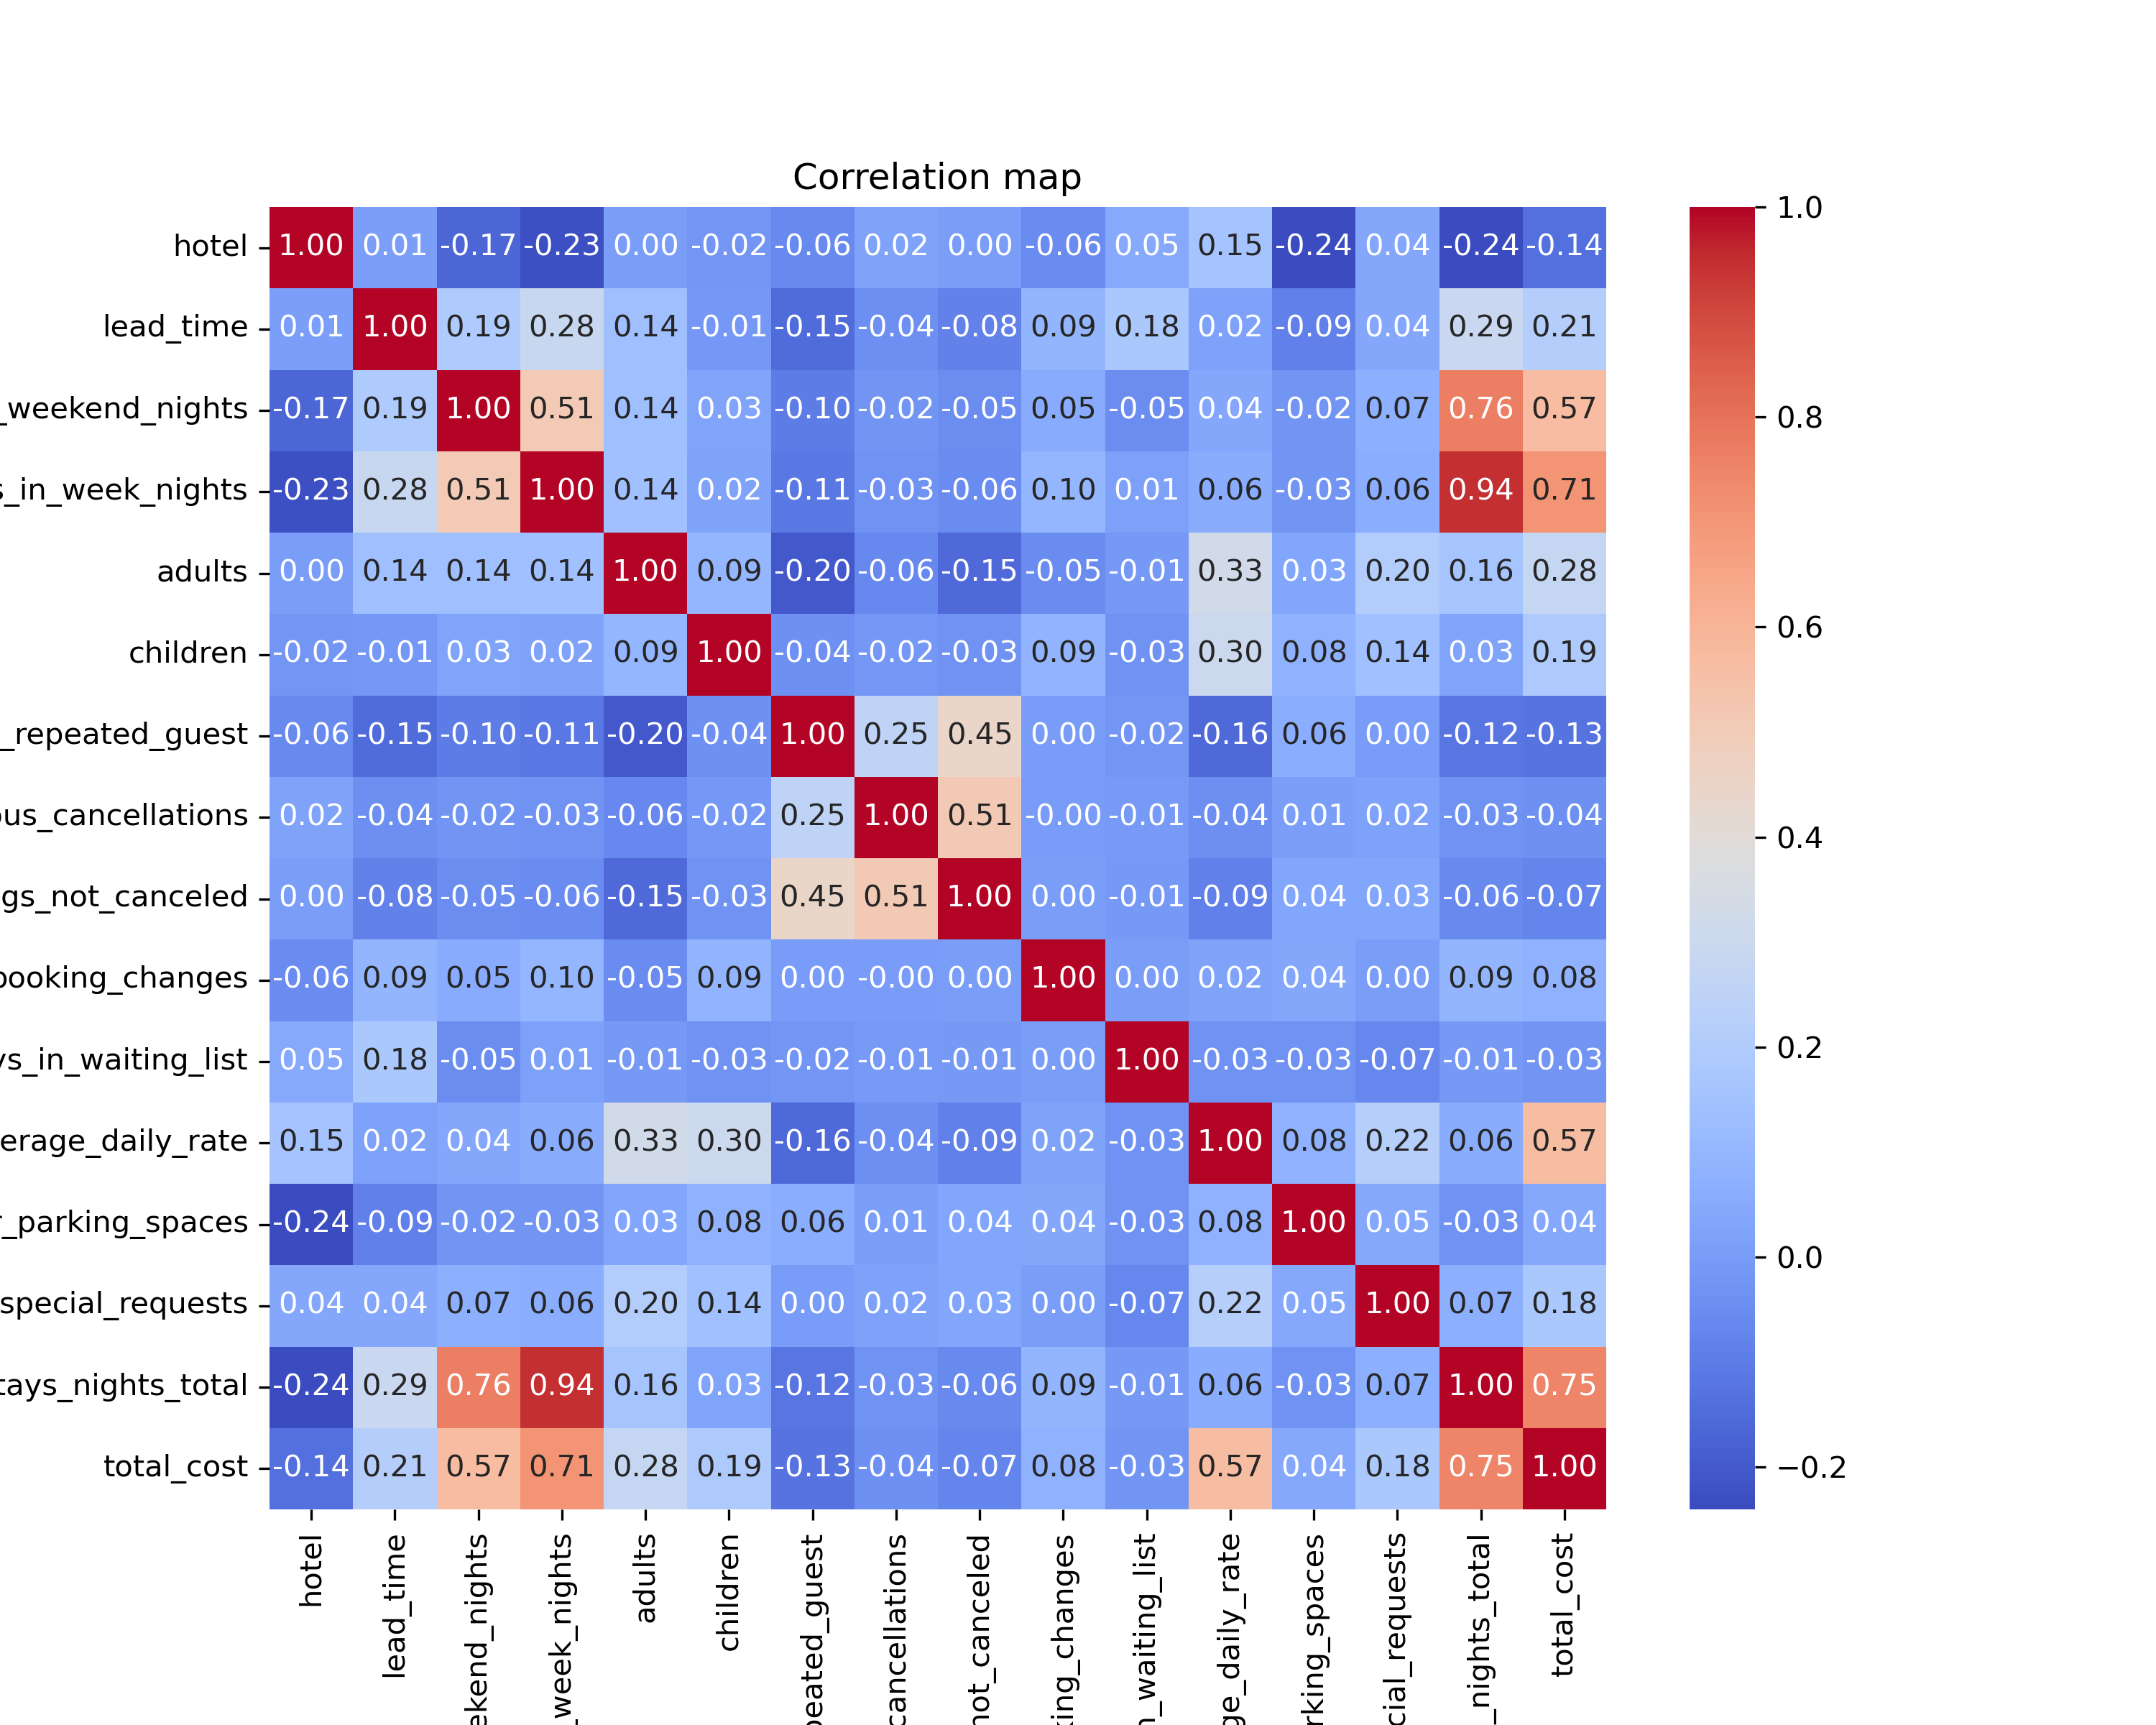 Correlation map
hotel 1.00 0.01 -0.17 -0.23 0.00 -0.02 -0.06 0.02 0.00 -0.06 0.05 0.15 -0.24 0.04 -0.24 -0.14
lead_time 0.01 1.00 0.19 0.28 0.14 -0.01 -0.15 -0.04 -0.08 0.09 0.18 0.02 -0.09 0.04 0.29 0.21
_weekend_nights -0.17 0.19 1.00 0.51 0.14 0.03 -0.10 -0.02 -0.05 0.05 -0.05 0.04 -0.02 0.07 0.76 0.57
s_in_week_nights -0.23 0.28 0.51 1.00 0.14 0.02 -0.11 -0.03 -0.06 0.10 0.01 0.06 -0.03 0.06 0.94 0.71
adults 0.00 0.14 0.14 0.14 1.00 0.09 -0.20 -0.06 -0.15 -0.05 -0.01 0.33 0.03 0.20 0.16 0.28
children -0.02 -0.01 0.03 0.02 0.09 1.00 -0.04 -0.02 -0.03 0.09 -0.03 0.30 0.08 0.14 0.03 0.19
_repeated_guest -0.06 -0.15 -0.10 -0.11 -0.20 -0.04 1.00 0.25 0.45 0.00 -0.02 -0.16 0.06 0.00 -0.12 -0.13
ous_cancellations 0.02 -0.04 -0.02 -0.03 -0.06 -0.02 0.25 1.00 0.51 -0.00 -0.01 -0.04 0.01 0.02 -0.03 -0.04
gs_not_canceled 0.00 -0.08 -0.05 -0.06 -0.15 -0.03 0.45 0.51 1.00 0.00 -0.01 -0.09 0.04 0.03 -0.06 -0.07
booking_changes -0.06 0.09 0.05 0.10 -0.05 0.09 0.00 -0.00 0.00 1.00 0.00 0.02 0.04 0.00 0.09 0.08
ys_in_waiting_list 0.05 0.18 -0.05 0.01 -0.01 -0.03 -0.02 -0.01 -0.01 0.00 1.00 -0.03 -0.03 -0.07 -0.01 -0.03
erage_daily_rate 0.15 0.02 0.04 0.06 0.33 0.30 -0.16 -0.04 -0.09 0.02 -0.03 1.00 0.08 0.22 0.06 0.57
r_parking_spaces -0.24 -0.09 -0.02 -0.03 0.03 0.08 0.06 0.01 0.04 0.04 -0.03 0.08 1.00 0.05 -0.03 0.04
special_requests 0.04 0.04 0.07 0.06 0.20 0.14 0.00 0.02 0.03 0.00 -0.07 0.22 0.05 1.00 0.07 0.18
tays_nights_total -0.24 0.29 0.76 0.94 0.16 0.03 -0.12 -0.03 -0.06 0.09 -0.01 0.06 -0.03 0.07 1.00 0.75
total_cost -0.14 0.21 0.57 0.71 0.28 0.19 -0.13 -0.04 -0.07 0.08 -0.03 0.57 0.04 0.18 0.75 1.00
hotel
lead_time
ekend_nights
_week_nights
adults
children
peated_guest
cancellations
not_canceled
king_changes
n_waiting_list
ge_daily_rate
rking_spaces
cial_requests
_nights_total
total_cost
1.0
0.8
0.6
0.4
0.2
0.0
−0.2